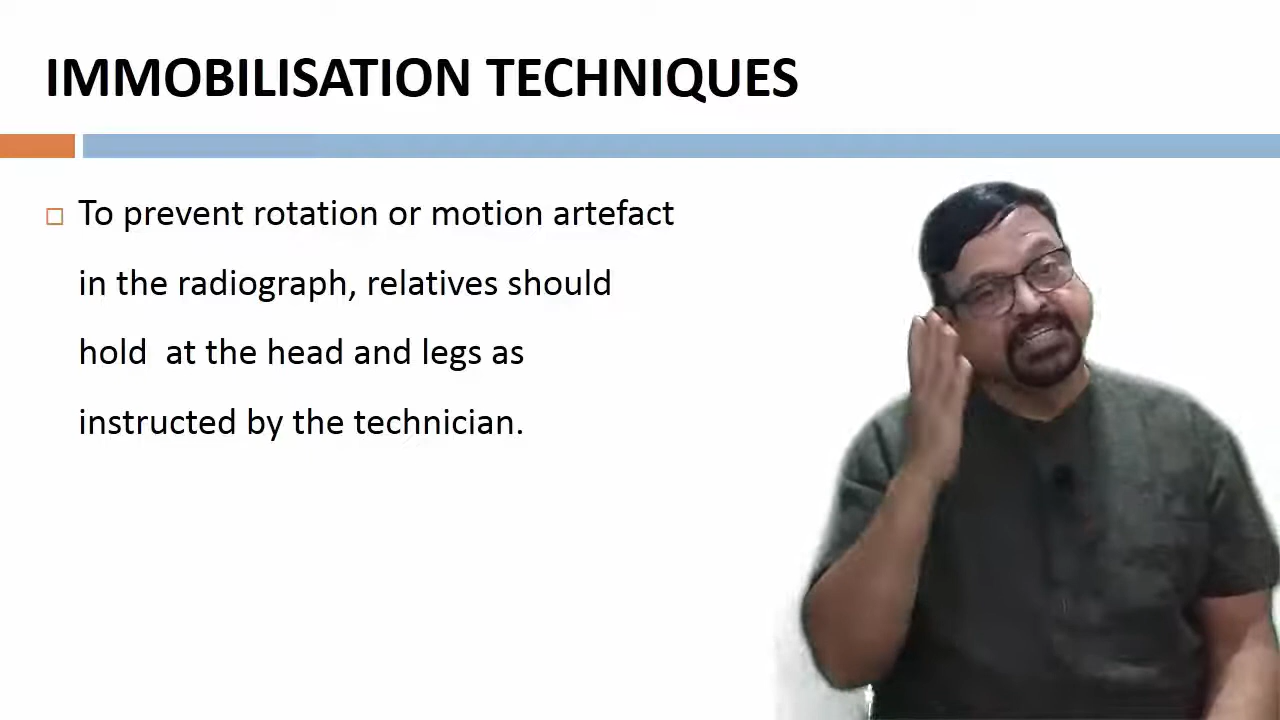 IMMOBILISATION TECHNIQUES
To prevent rotation or motion artefact
in the radiograph, relatives should
hold  at the head and legs as
instructed by the technician.